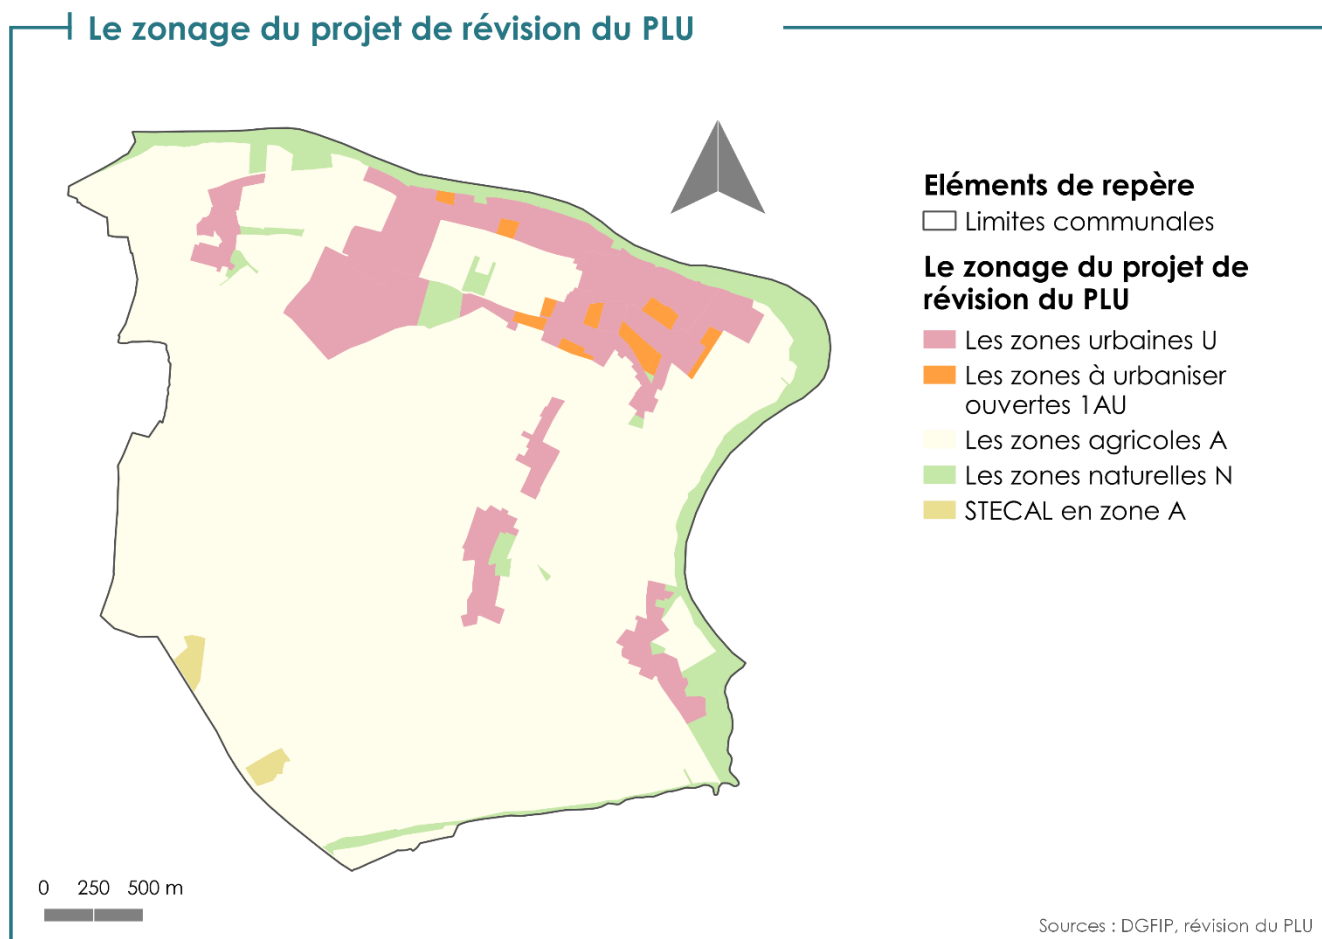 Le zonage du projet de révision du PLU
Eléments de repère
Limites communales
Le zonage du projet de
révision du PLU
Les zones urbaines U
Les zones à urbaniser
ouvertes 1AU
Les zones agricoles A
Les zones naturelles N
STECAL en zone A
0 250 500 m
Sources : DGFIP, révision du PLU